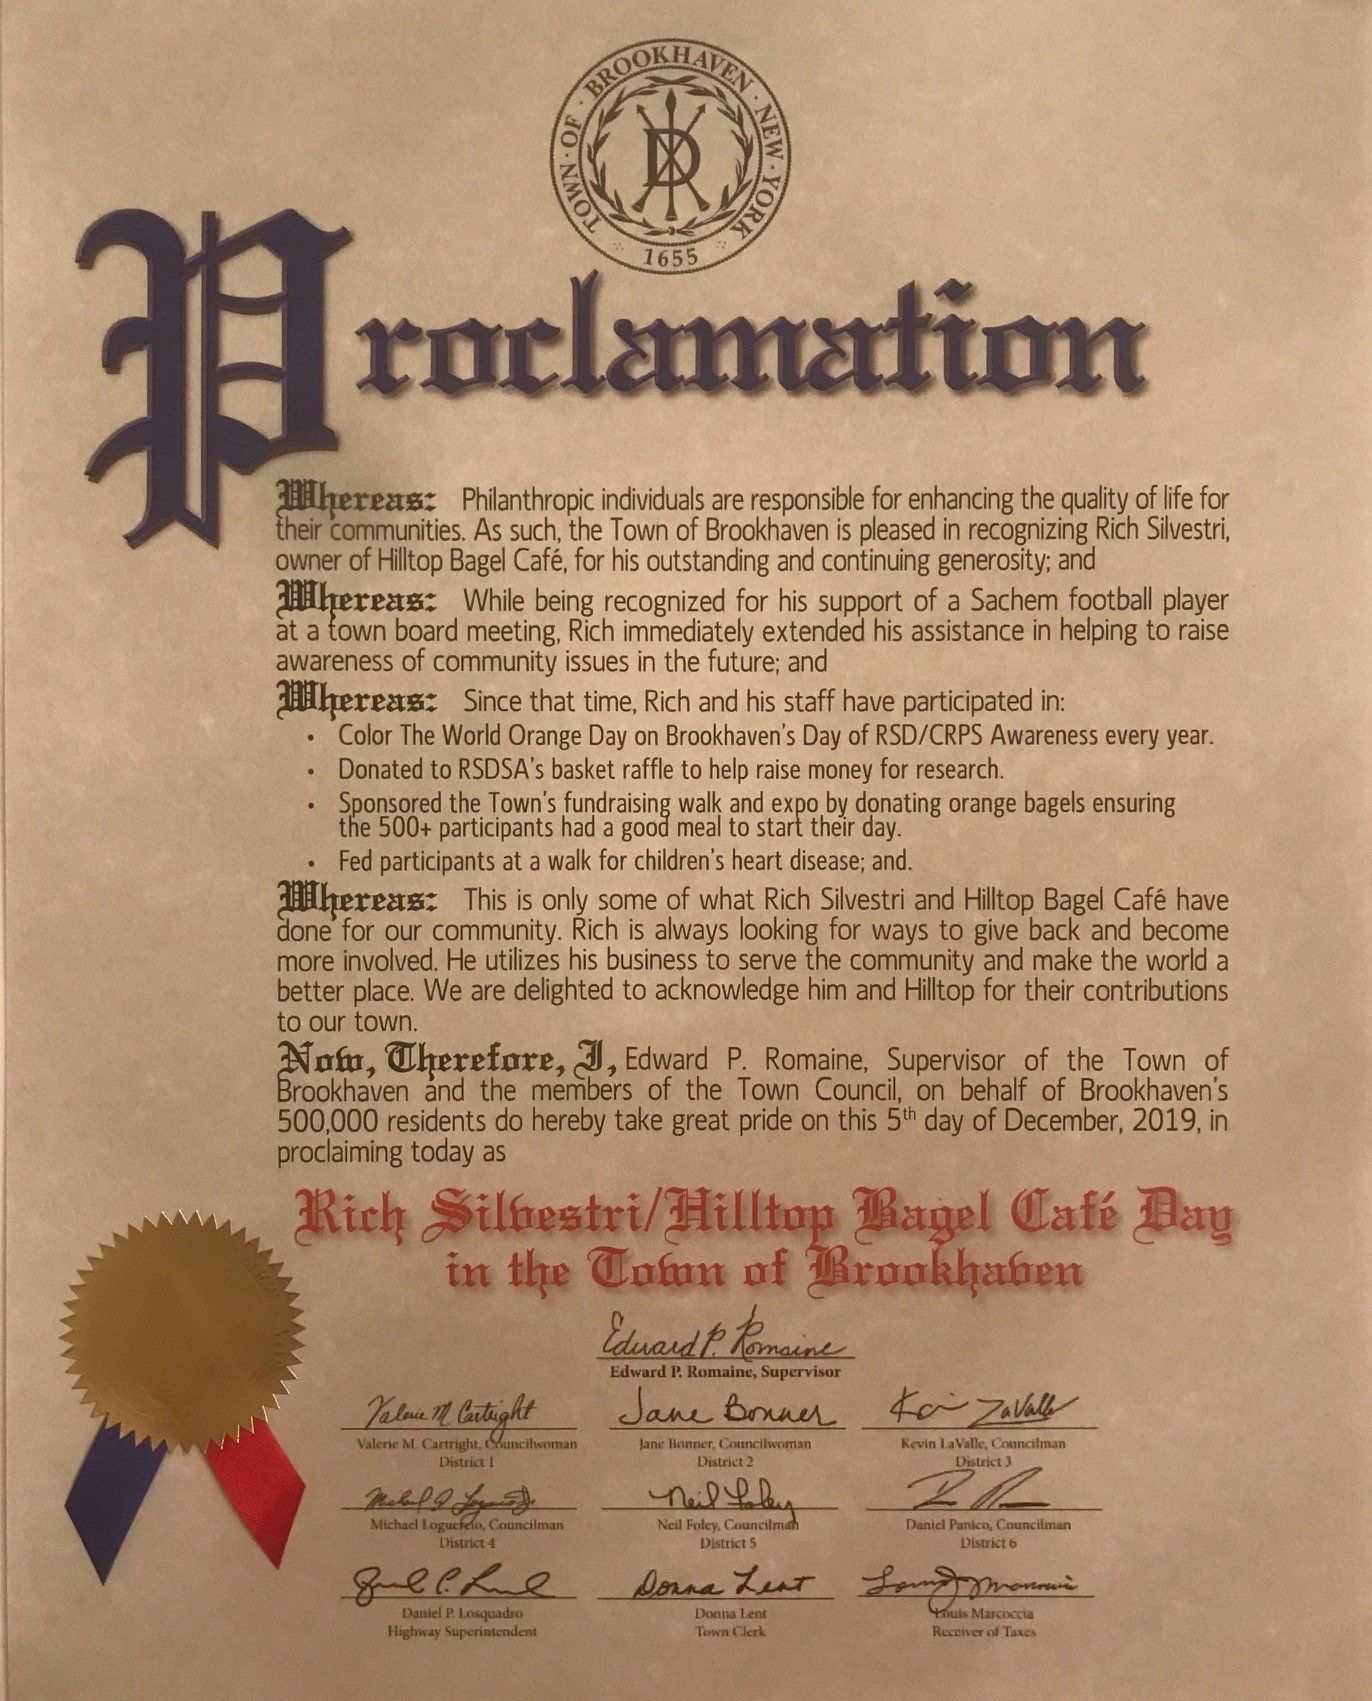 TOWN · OF · BROOKHAVEN · NEW · YORK
D
1655
Proclamation
Whereas: Philanthropic individuals are responsible for enhancing the quality of life for
their communities. As such, the Town of Brookhaven is pleased in recognizing Rich Silvestri,
owner of Hilltop Bagel Café, for his outstanding and continuing generosity; and
Whereas: While being recognized for his support of a Sachem football player
at a town board meeting, Rich immediately extended his assistance in helping to raise
awareness of community issues in the future; and
Whereas: Since that time, Rich and his staff have participated in:
• Color The World Orange Day on Brookhaven's Day of RSD/CRPS Awareness every year.
• Donated to RSDSA's basket raffle to help raise money for research.
• Sponsored the Town's fundraising walk and expo by donating orange bagels ensuring
the 500+ participants had a good meal to start their day.
• Fed participants at a walk for children's heart disease; and.
Whereas: This is only some of what Rich Silvestri and Hilltop Bagel Café have
done for our community. Rich is always looking for ways to give back and become
more involved. He utilizes his business to serve the community and make the world a
better place. We are delighted to acknowledge him and Hilltop for their contributions
to our town.
Now, Therefore, I, Edward P. Romaine, Supervisor of the Town of
Brookhaven and the members of the Town Council, on behalf of Brookhaven's
500,000 residents do hereby take great pride on this 5th day of December, 2019, in
proclaiming today as
Rich Silvestri/Hilltop Bagel Café Day
in the Town of Brookhaven
Edward P. Romaine
Edward P. Romaine, Supervisor
Valerie M Cartright Jane Bonner Kevin LaValle
Valerie M. Cartright, Councilwoman Jane Bonner, Councilwoman Kevin LaValle, Councilman
District 1 District 2 District 3
Neil Foley
Michael Loguercio, Councilman Neil Foley, Councilman Daniel Panico, Councilman
District 4 District 5 District 6
Donna Lent
Daniel P. Losquadro Donna Lent Louis Marcoccia
Highway Superintendent Town Clerk Receiver of Taxes